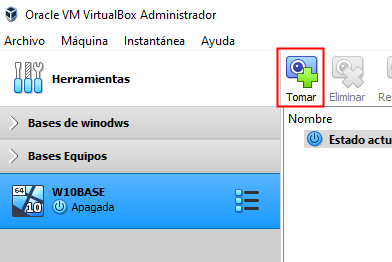 Oracle VM VirtualBox Administrador
Archivo Máquina Instantánea Ayuda
Herramientas
Tomar Eliminar
Nombre
Estado
Bases de winodws
Bases Equipos
W10BASE
64
10
Apagada